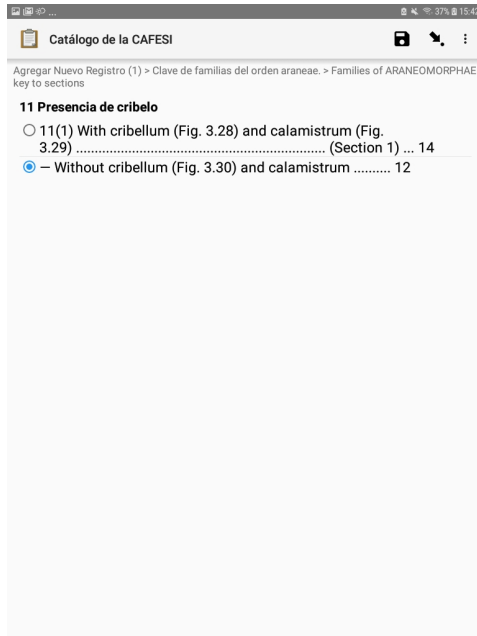 ... 37% 15:42
Catálogo de la CAFESI
Agregar Nuevo Registro (1) > Clave de familias del orden araneae. > Families of ARANEOMORPHAE
key to sections
11 Presencia de cribelo
11(1) With cribellum (Fig. 3.28) and calamistrum (Fig.
3.29) .................................................................. (Section 1) ... 14
— Without cribellum (Fig. 3.30) and calamistrum .......... 12